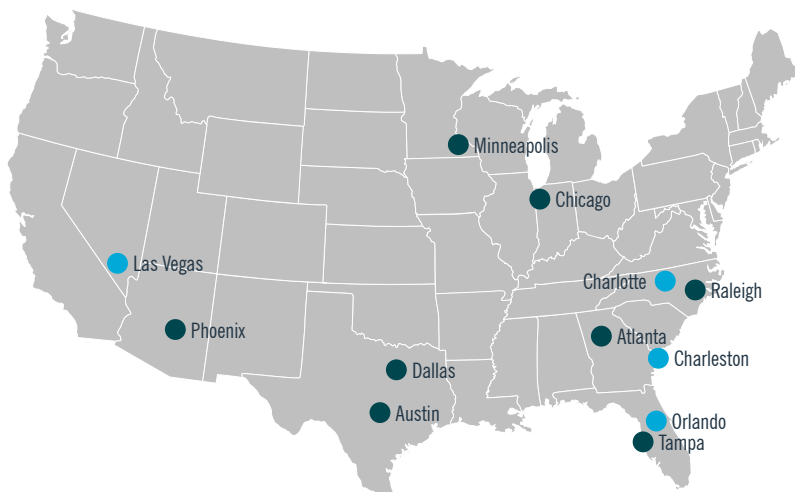 Minneapolis
Chicago
Las Vegas
Charlotte
Raleigh
Phoenix
Atlanta
Charleston
Dallas
Austin
Orlando
Tampa